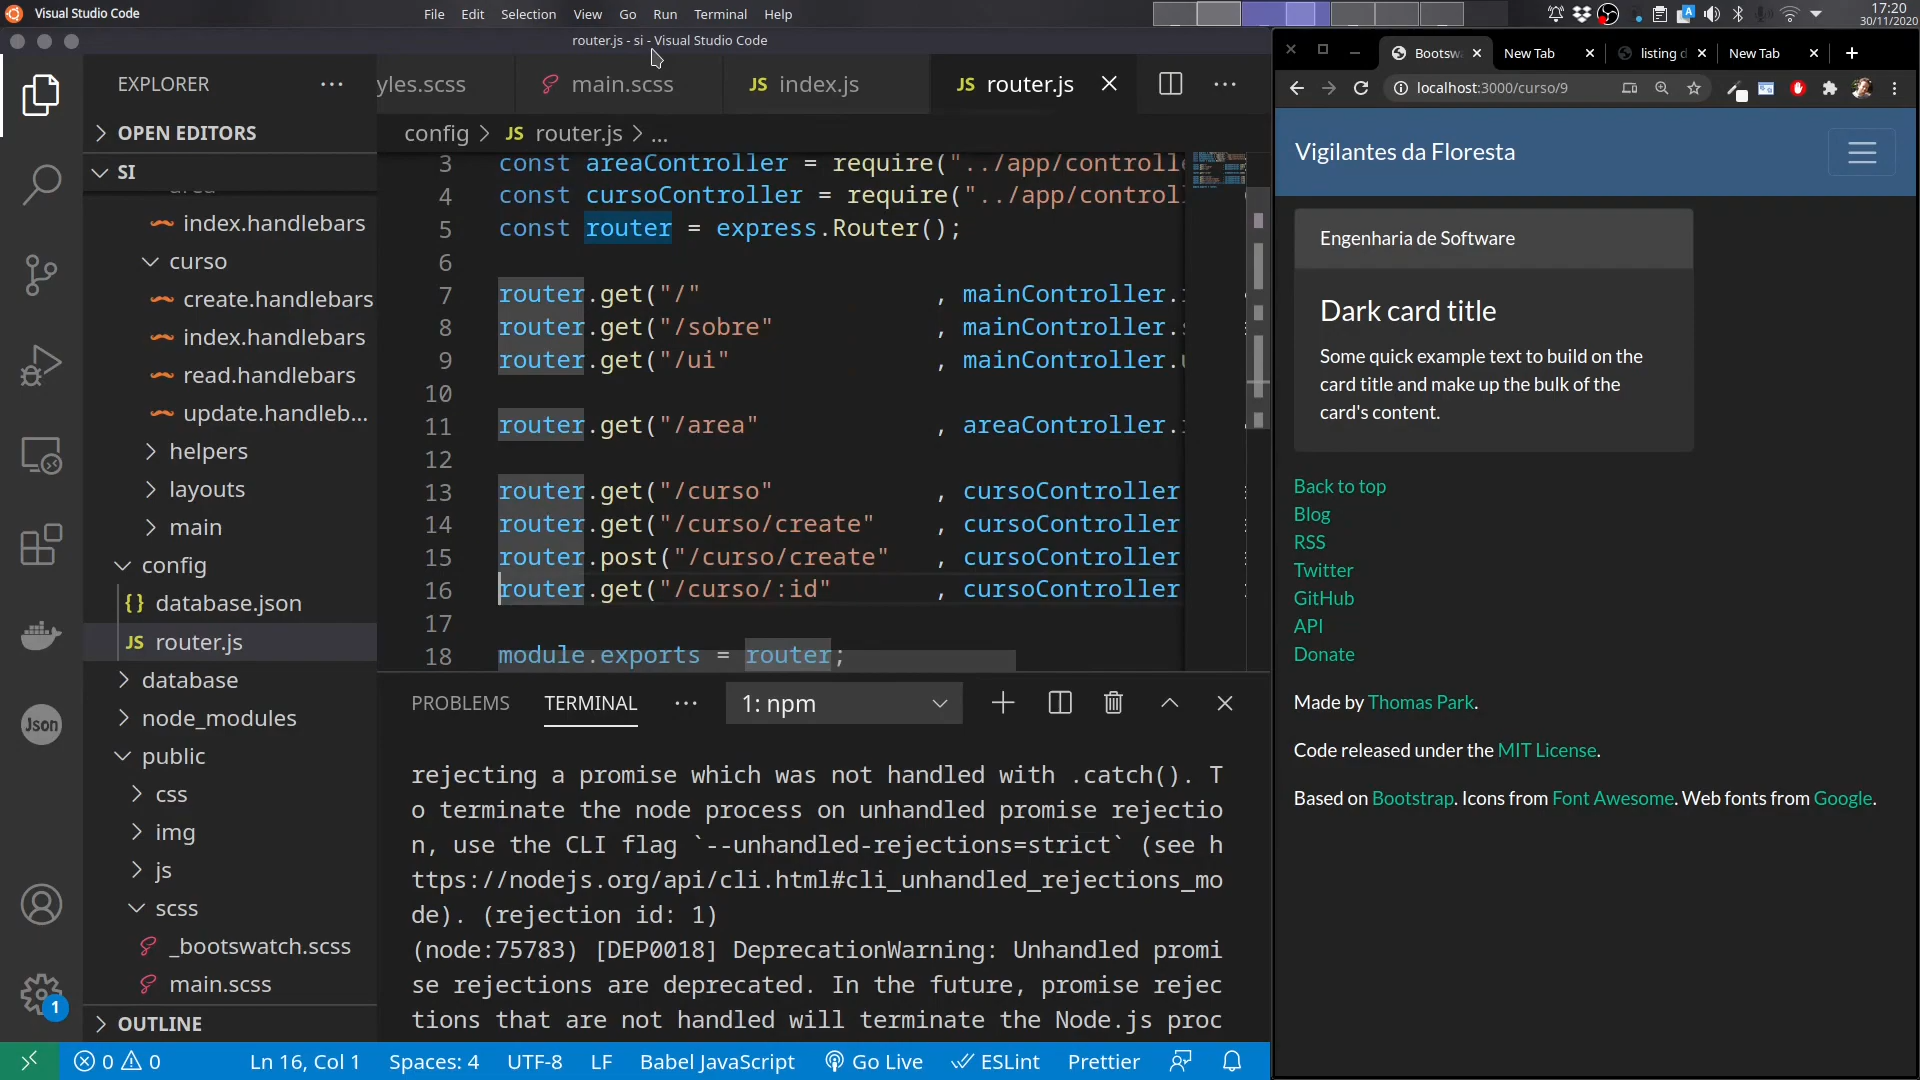 Visual Studio Code
File Edit Selection View Go Run Terminal Help
17:20
30/11/2020
router.js - si - Visual Studio Code
EXPLORER
OPEN EDITORS
SI
index.handlebars
curso
create.handlebars
index.handlebars
read.handlebars
update.handleb...
helpers
layouts
main
config
{} database.json
JS router.js
database
node_modules
public
css
img
js
scss
_bootswatch.scss
main.scss
OUTLINE
Json
1
yles.scss main.scss JS index.js JS router.js
config > JS router.js > ...
3 const areaController = require("../app/controlle
4 const cursoController = require("../app/control
5 const router = express.Router();
6
7 router.get("/" , mainController.
8 router.get("/sobre" , mainController.
9 router.get("/ui" , mainController.
10
11 router.get("/area" , areaController.
12
13 router.get("/curso" , cursoController
14 router.get("/curso/create" , cursoController
15 router.post("/curso/create" , cursoController
16 router.get("/curso/:id" , cursoController
17
18 module.exports = router;
PROBLEMS TERMINAL ... 1: npm
rejecting a promise which was not handled with .catch(). T
o terminate the node process on unhandled promise rejectio
n, use the CLI flag `--unhandled-rejections=strict` (see h
ttps://nodejs.org/api/cli.html#cli_unhandled_rejections_mo
de). (rejection id: 1)
(node:75783) [DEP0018] DeprecationWarning: Unhandled promi
se rejections are deprecated. In the future, promise rejec
tions that are not handled will terminate the Node.js proc
0 0 Ln 16, Col 1 Spaces: 4 UTF-8 LF Babel JavaScript Go Live ESLint Prettier
Bootsw New Tab listing d New Tab
localhost:3000/curso/9
Vigilantes da Floresta
Engenharia de Software
Dark card title
Some quick example text to build on the
card title and make up the bulk of the
card's content.
Back to top
Blog
RSS
Twitter
GitHub
API
Donate
Made by Thomas Park.
Code released under the MIT License.
Based on Bootstrap. Icons from Font Awesome. Web fonts from Google.